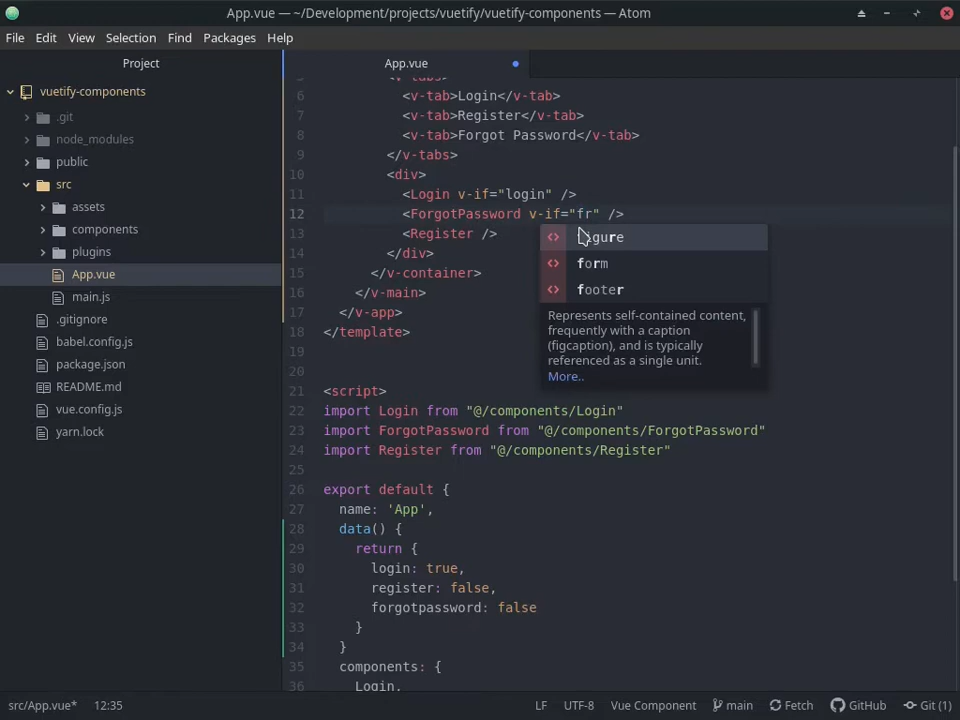 App.vue — ~/Development/projects/vuetify/vuetify-components — Atom
File Edit View Selection Find Packages Help
Project
App.vue
vuetify-components
.git
node_modules
public
src
assets
components
plugins
App.vue
main.js
.gitignore
babel.config.js
package.json
README.md
vue.config.js
yarn.lock
6 <v-tab>Login</v-tab>
7 <v-tab>Register</v-tab>
8 <v-tab>Forgot Password</v-tab>
9 </v-tabs>
10 <div>
11 <Login v-if="login" />
12 <ForgotPassword v-if="fr" />
13 <Register />
14 </div>
15 </v-container>
16 </v-main>
17 </v-app>
18 </template>
19
20
21 <script>
22 import Login from "@/components/Login"
23 import ForgotPassword from "@/components/ForgotPassword"
24 import Register from "@/components/Register"
25
26 export default {
27 name: 'App',
28 data() {
29 return {
30 login: true,
31 register: false,
32 forgotpassword: false
33 }
34 }
35 components: {
36 Login,
<> figure
<> form
<> footer
Represents self-contained content,
frequently with a caption
(figcaption), and is typically
referenced as a single unit.
More..
src/App.vue* 12:35 LF UTF-8 Vue Component main Fetch GitHub Git (1)